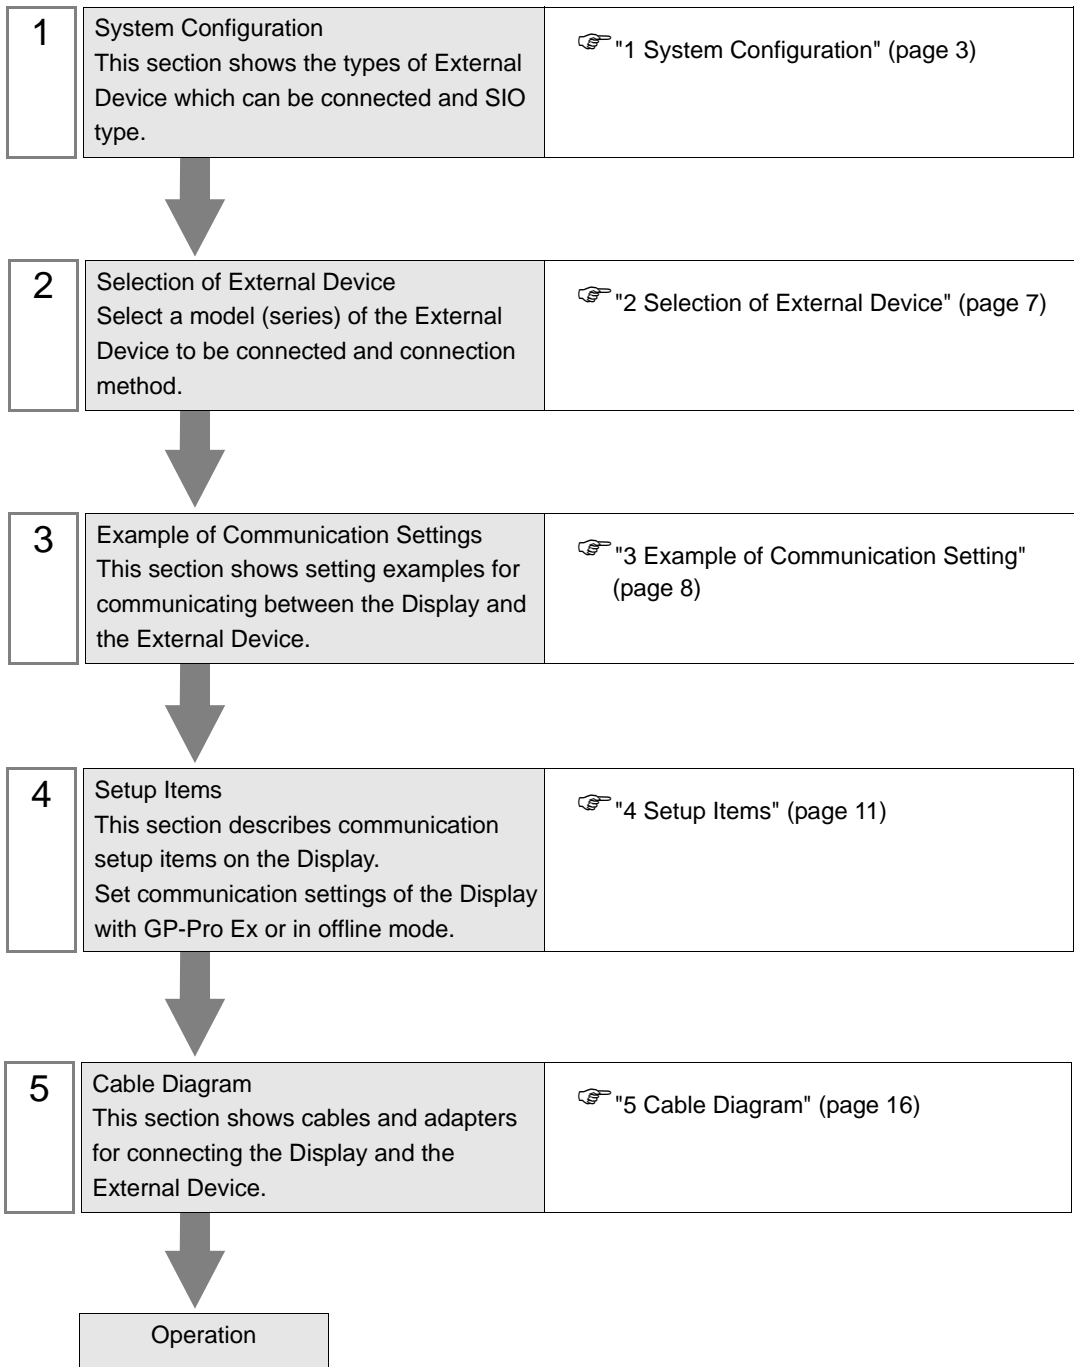 1
System Configuration
This section shows the types of External
Device which can be connected and SIO
type.
"1 System Configuration" (page 3)
2
Selection of External Device
Select a model (series) of the External
Device to be connected and connection
method.
"2 Selection of External Device" (page 7)
3
Example of Communication Settings
This section shows setting examples for
communicating between the Display and
the External Device.
"3 Example of Communication Setting"
(page 8)
4
Setup Items
This section describes communication
setup items on the Display.
Set communication settings of the Display
with GP-Pro Ex or in offline mode.
"4 Setup Items" (page 11)
5
Cable Diagram
This section shows cables and adapters
for connecting the Display and the
External Device.
"5 Cable Diagram" (page 16)
Operation